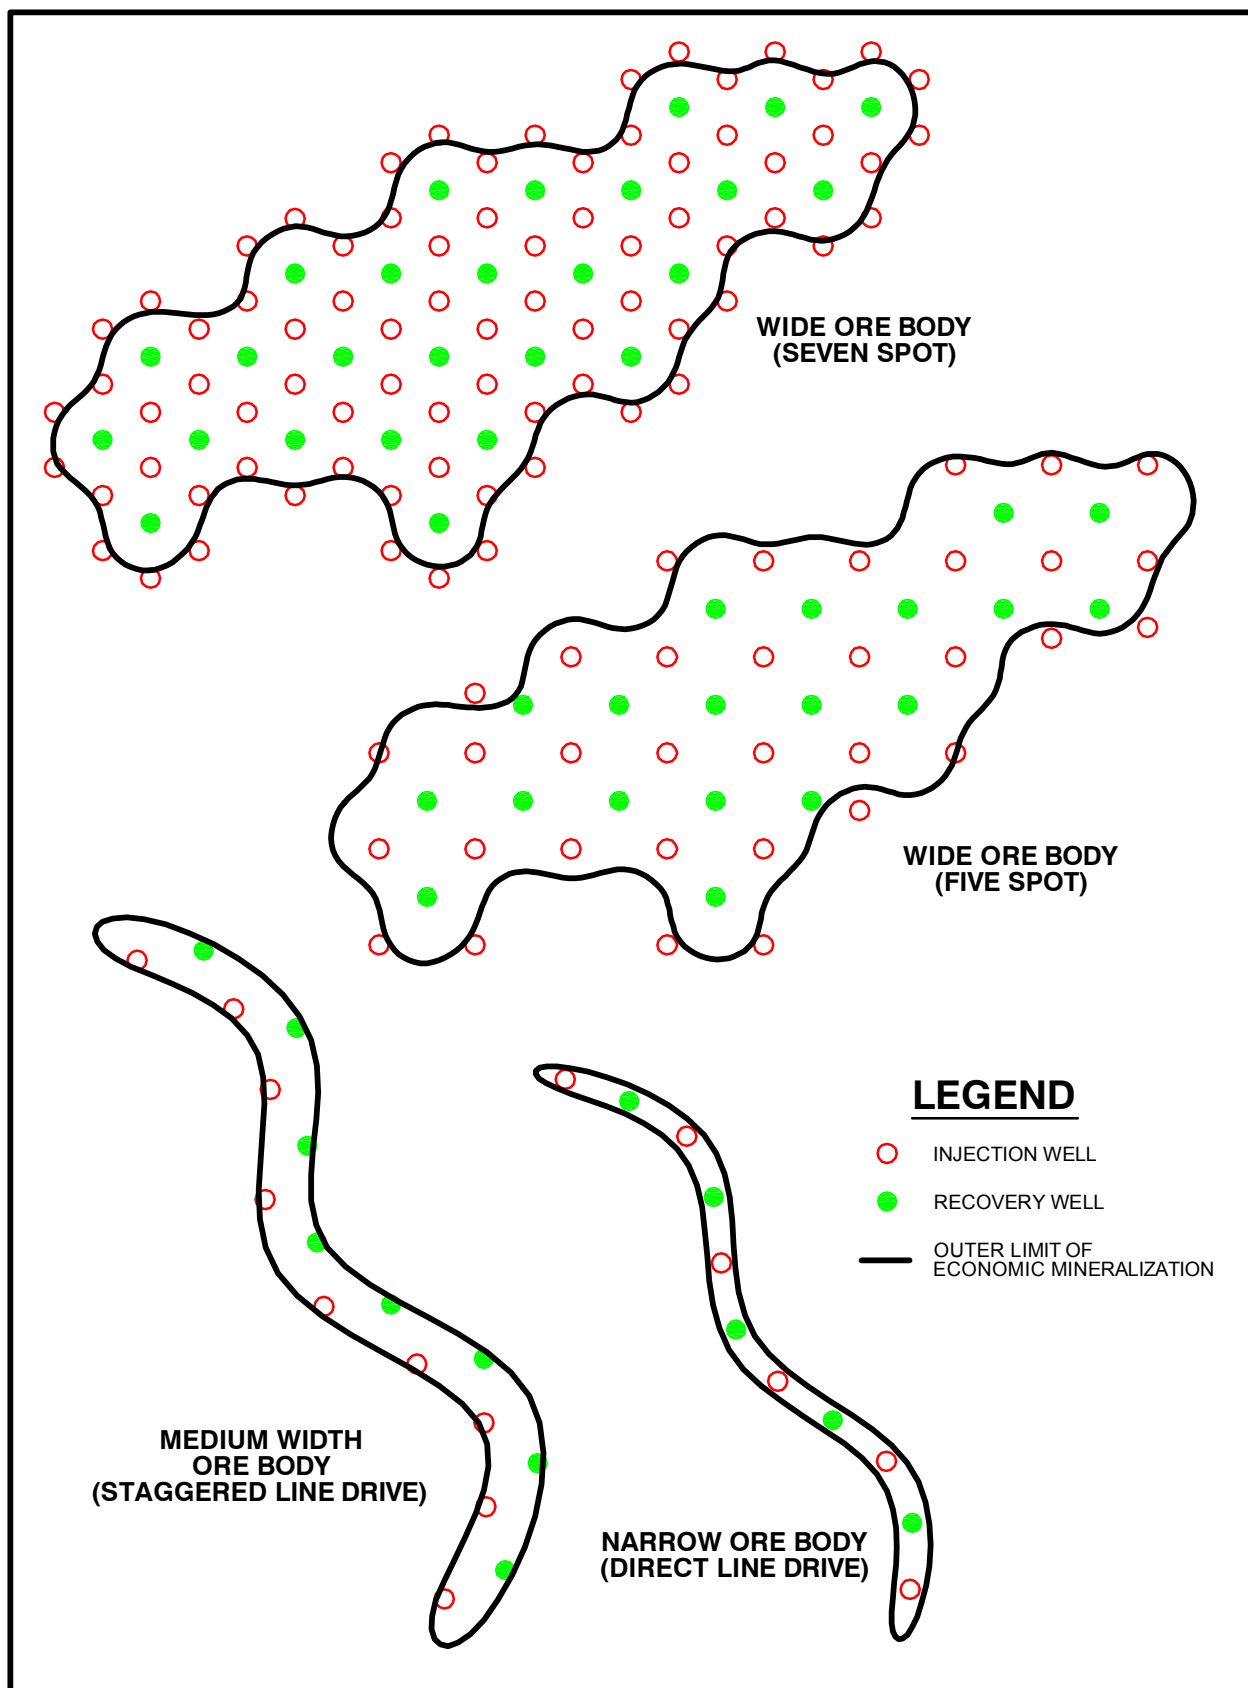 WIDE ORE BODY
(SEVEN SPOT)
WIDE ORE BODY
(FIVE SPOT)
LEGEND
INJECTION WELL
RECOVERY WELL
OUTER LIMIT OF
ECONOMIC MINERALIZATION
MEDIUM WIDTH
ORE BODY
(STAGGERED LINE DRIVE)
NARROW ORE BODY
(DIRECT LINE DRIVE)